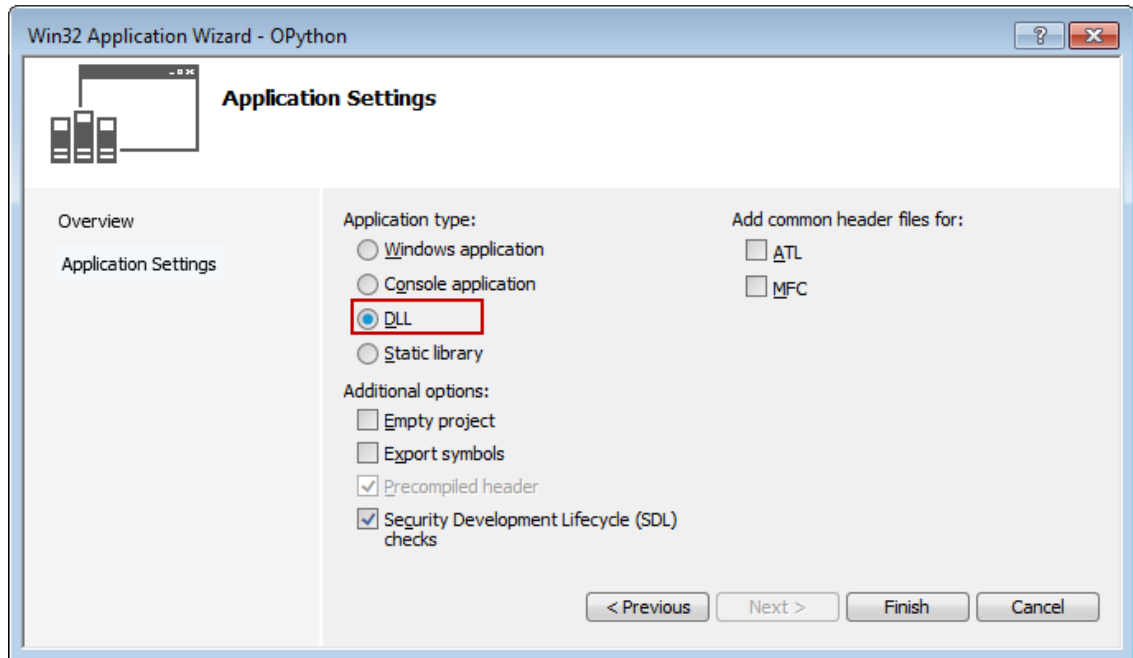 Win32 Application Wizard - OPython
Application Settings
Overview
Application Settings
Application type:
Windows application
Console application
DLL
Static library
Additional options:
Empty project
Export symbols
Precompiled header
Security Development Lifecycle (SDL)
checks
Add common header files for:
ATL
MFC
< Previous
Next >
Finish
Cancel